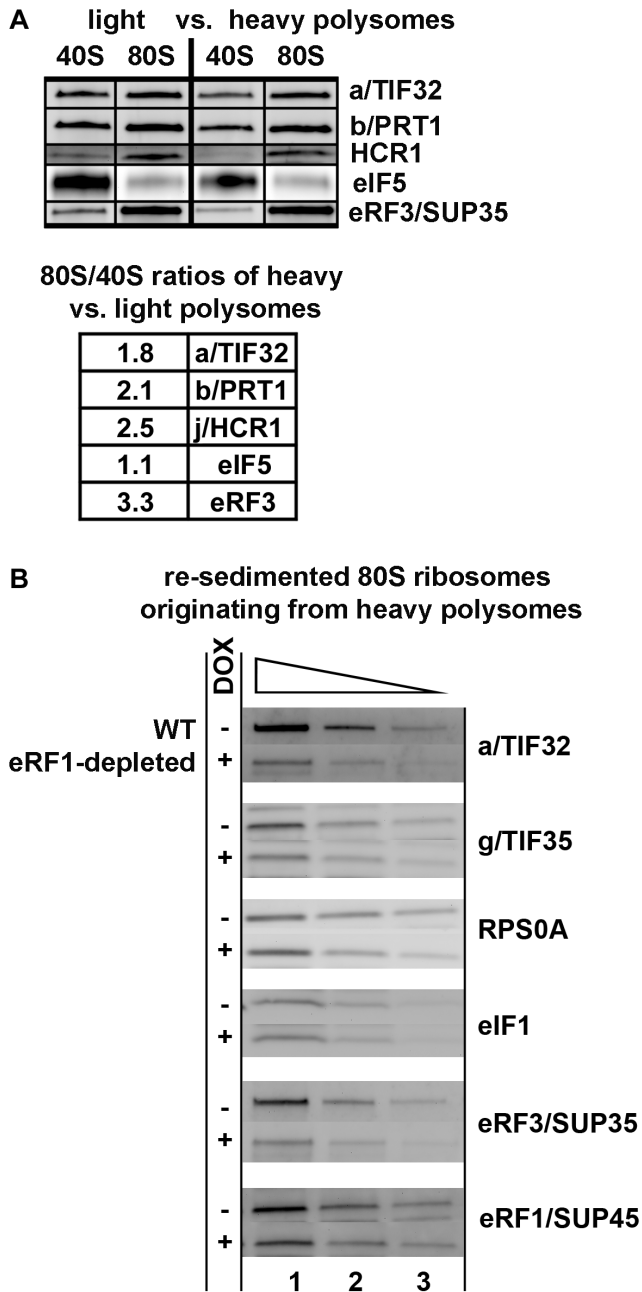 A
light vs. heavy polysomes
40S 80S 40S 80S
a/TIF32
b/PRT1
HCR1
eIF5
eRF3/SUP35
80S/40S ratios of heavy
vs. light polysomes
1.8 a/TIF32
2.1 b/PRT1
2.5 j/HCR1
1.1 eIF5
3.3 eRF3
B
re-sedimented 80S ribosomes
originating from heavy polysomes
DOX
WT -
eRF1-depleted +
a/TIF32
-
+
g/TIF35
-
+
RPS0A
-
+
eIF1
-
+
eRF3/SUP35
-
+
eRF1/SUP45
1 2 3